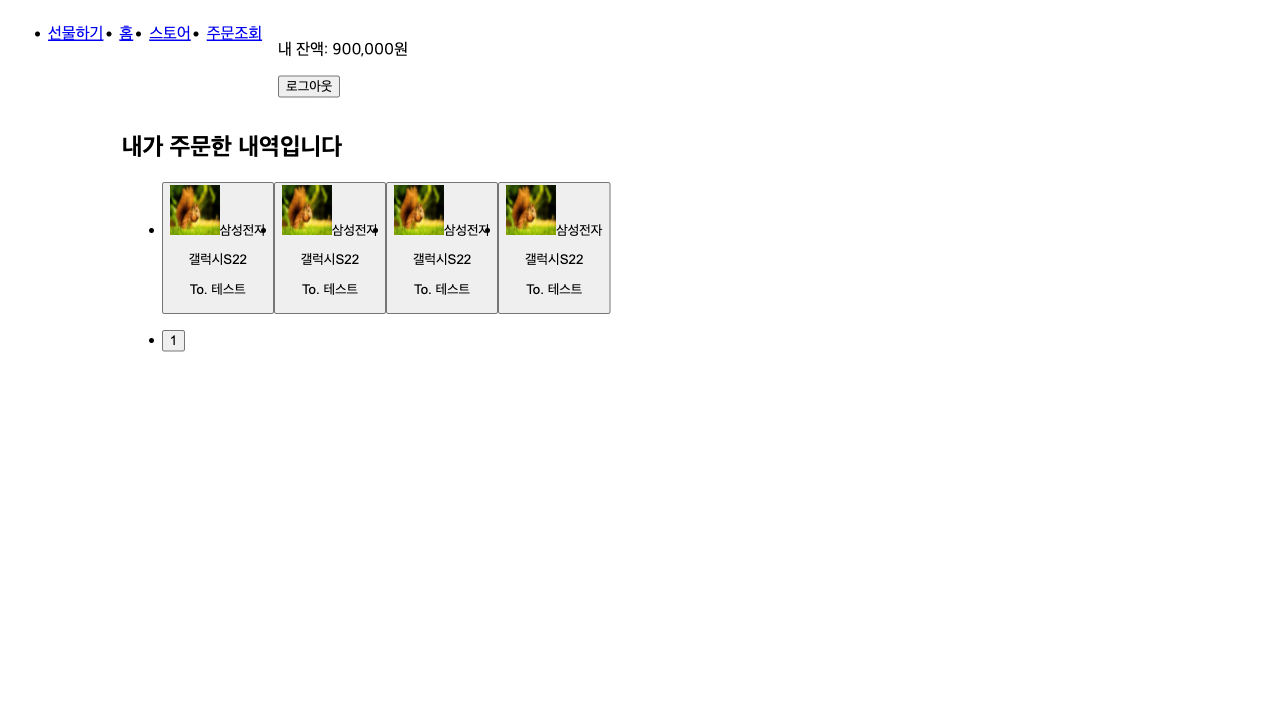 선물하기 홈 스토어 주문조회
내 잔액: 900,000원
로그아웃
내가 주문한 내역입니다
삼성전자 삼성전자 삼성전자 삼성전자
갤럭시S22 갤럭시S22 갤럭시S22 갤럭시S22
To. 테스트 To. 테스트 To. 테스트 To. 테스트
1